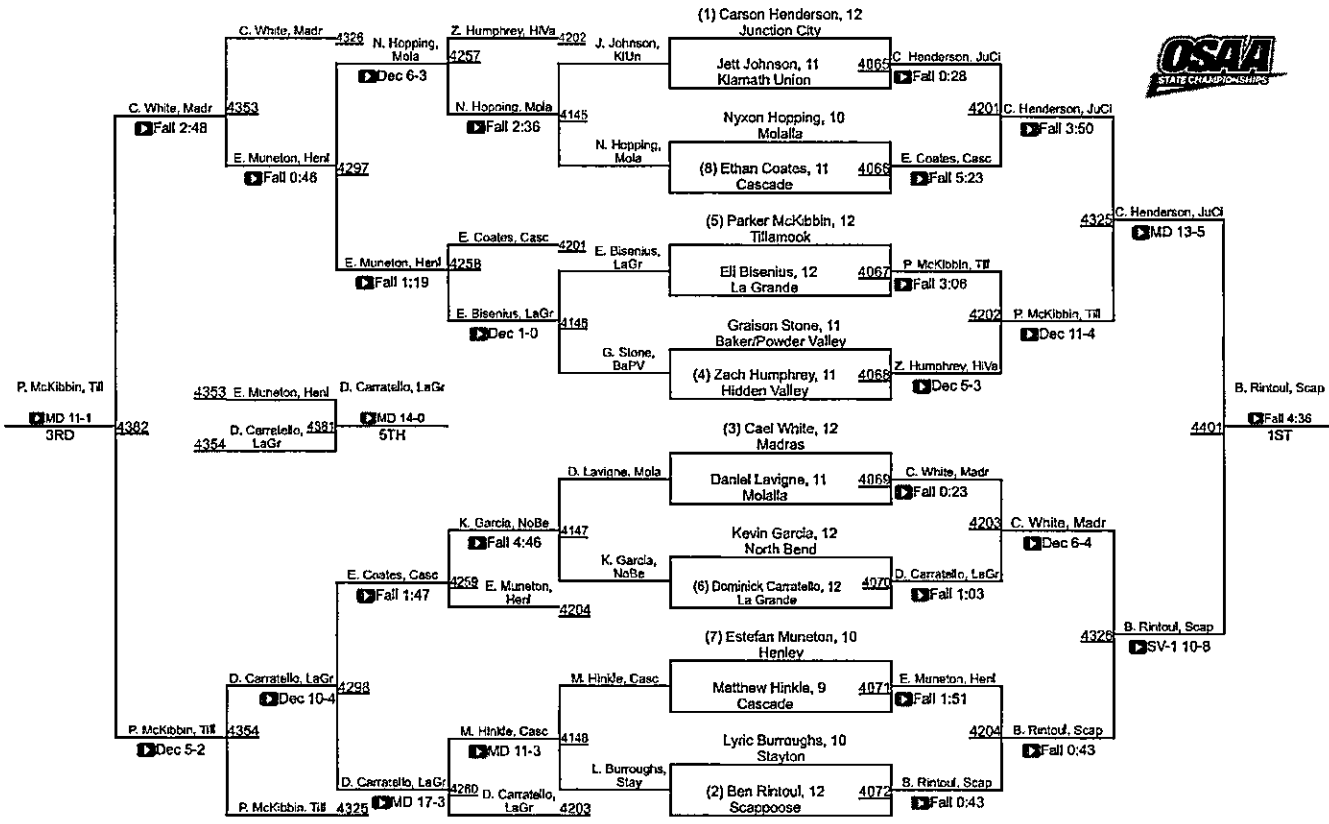 (1) Carson Henderson, 12
Junction City
Jett Johnson, 11
Klamath Union
4065
Nyxon Hopping, 10
Molalla
(8) Ethan Coates, 11
Cascade
4066
(5) Parker McKibbin, 12
Tillamook
Eli Bisenius, 12
La Grande
4067
Graison Stone, 11
Baker/Powder Valley
(4) Zach Humphrey, 11
Hidden Valley
4068
(3) Cael White, 12
Madras
Daniel Lavigne, 11
Molalla
4069
Kevin Garcia, 12
North Bend
(6) Dominick Carratello, 12
La Grande
4070
(7) Estefan Muneton, 10
Henley
Matthew Hinkle, 9
Cascade
4071
Lyric Burroughs, 10
Stayton
(2) Ben Rintoul, 12
Scappoose
4072
C. Henderson, JuCi
Fall 0:28
4201
E. Coates, Casc
Fall 5:23
P. McKibbin, Till
Fall 3:06
4202
Z. Humphrey, HiVa
Dec 5-3
C. White, Madr
Fall 0:23
4203
D. Carratello, LaGr
Fall 1:03
E. Muneton, Henl
Fall 1:51
4204
B. Rintoul, Scap
Fall 0:43
C. Henderson, JuCi
Fall 3:50
4325
P. McKibbin, Till
Dec 11-4
C. White, Madr
Dec 6-4
4326
B. Rintoul, Scap
Fall 0:43
C. Henderson, JuCi
MD 13-5
4401
B. Rintoul, Scap
SV-1 10-8
B. Rintoul, Scap
Fall 4:36
1ST
OSAA
STATE CHAMPIONSHIPS
J. Johnson,
KlUn
4145
N. Hopping,
Mola
E. Bisenius,
LaGr
4146
G. Stone,
BaPV
D. Lavigne, Mola
4147
K. Garcia,
NoBe
M. Hinkle, Casc
4148
L. Burroughs,
Stay
Z. Humphrey, HiVa
4202
4257
N. Hopping, Mola
Fall 2:36
E. Coates, Casc
4201
4258
E. Bisenius, LaGr
Dec 1-0
K. Garcia, NoBe
Fall 4:46
4259
E. Muneton,
Henl
4204
M. Hinkle, Casc
MD 11-3
4260
D. Carratello,
LaGr
4203
N. Hopping,
Mola
Dec 6-3
4297
E. Muneton, Henl
Fall 1:19
E. Coates, Casc
Fall 1:47
4298
D. Carratello, LaGr
MD 17-3
C. White, Madr
4326
4353
E. Muneton, Henl
Fall 0:46
D. Carratello, LaGr
Dec 10-4
4354
P. McKibbin, Till
4325
C. White, Madr
Fall 2:48
4382
P. McKibbin, Till
Dec 5-2
P. McKibbin, Till
MD 11-1
3RD
4353
E. Muneton, Henl
4354
D. Carratello,
LaGr
4381
D. Carratello, LaGr
MD 14-0
5TH